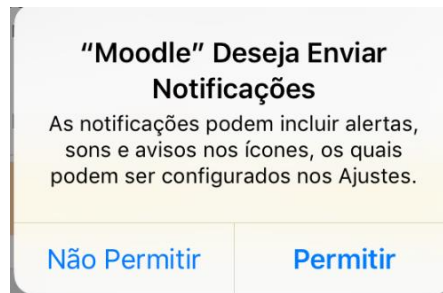 “Moodle” Deseja Enviar
Notificações
As notificações podem incluir alertas,
sons e avisos nos ícones, os quais
podem ser configurados nos Ajustes.
Não Permitir
Permitir